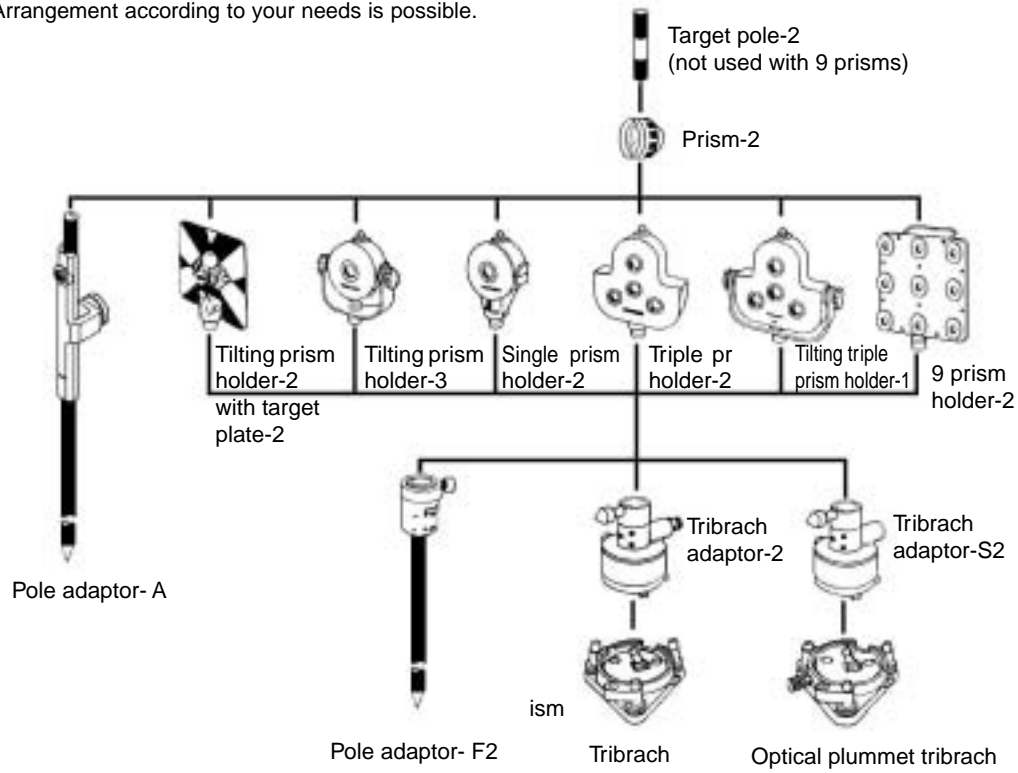 Arrangement according to your needs is possible.
Target pole-2
(not used with 9 prisms)
Prism-2
Tilting prism
holder-2
with target
plate-2
Tilting prism
holder-3
Single prism
holder-2
Triple pr
holder-2
Tilting triple
prism holder-1
9 prism
holder-2
Tribrach
adaptor-2
Tribrach
adaptor-S2
Pole adaptor- A
ism
Pole adaptor- F2
Tribrach
Optical plummet tribrach